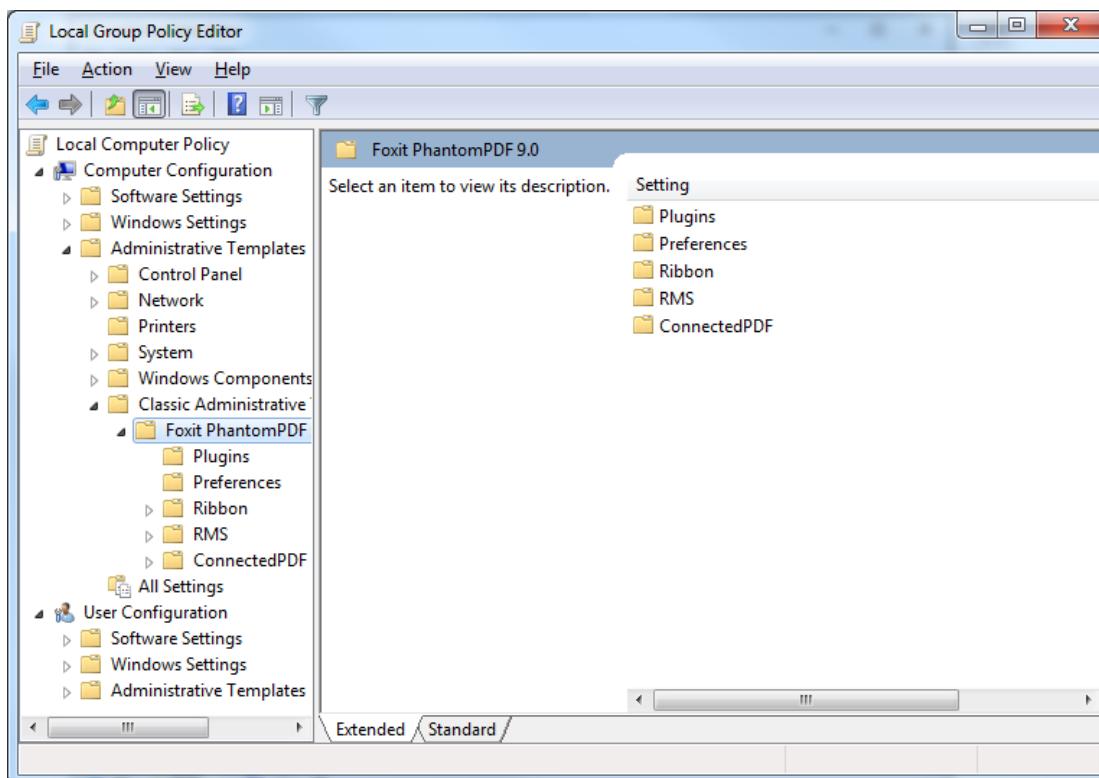 Local Group Policy Editor
File Action View Help
Local Computer Policy
Computer Configuration
Software Settings
Windows Settings
Administrative Templates
Control Panel
Network
Printers
System
Windows Components
Classic Administrative
Foxit PhantomPDF
Plugins
Preferences
Ribbon
RMS
ConnectedPDF
All Settings
User Configuration
Software Settings
Windows Settings
Administrative Templates
Foxit PhantomPDF 9.0
Select an item to view its description.
Setting
Plugins
Preferences
Ribbon
RMS
ConnectedPDF
Extended Standard